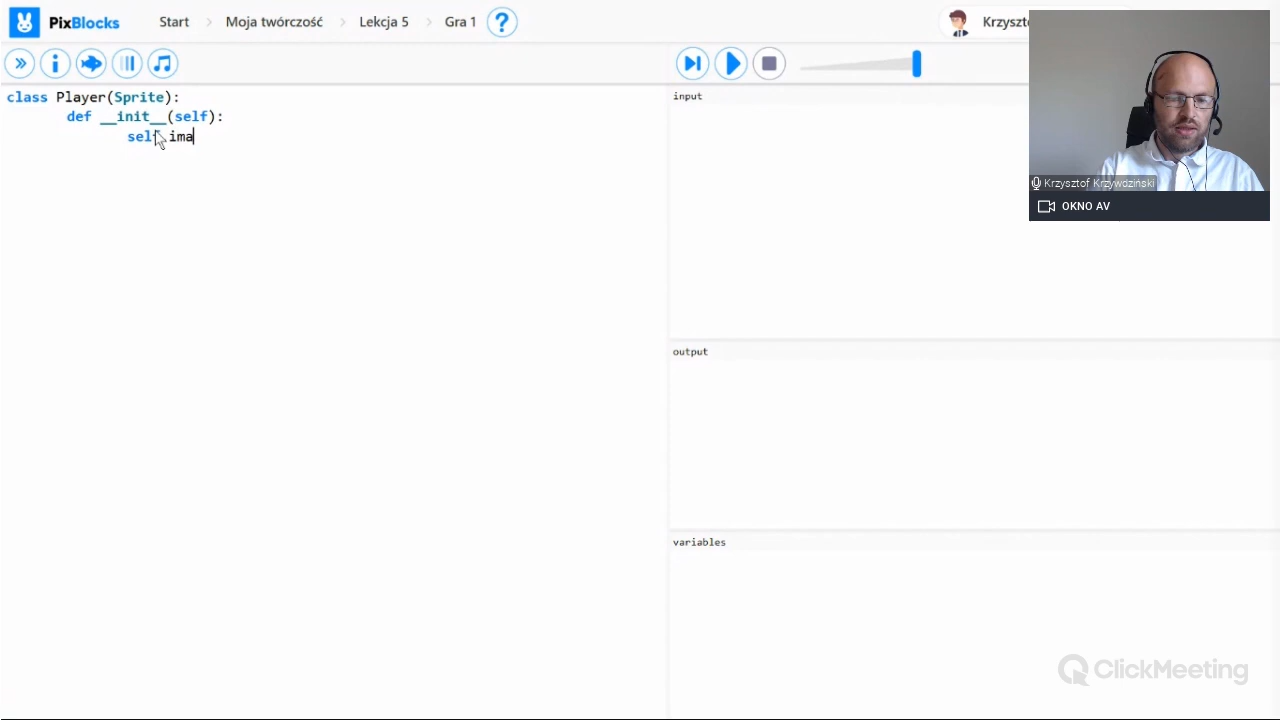 PixBlocks Start Moja twórczość Lekcja 5 Gra 1 ?
class Player(Sprite):
def __init__(self):
self.ima
input
output
variables
Krzysztof Krzywdziński
OKNO AV
ClickMeeting